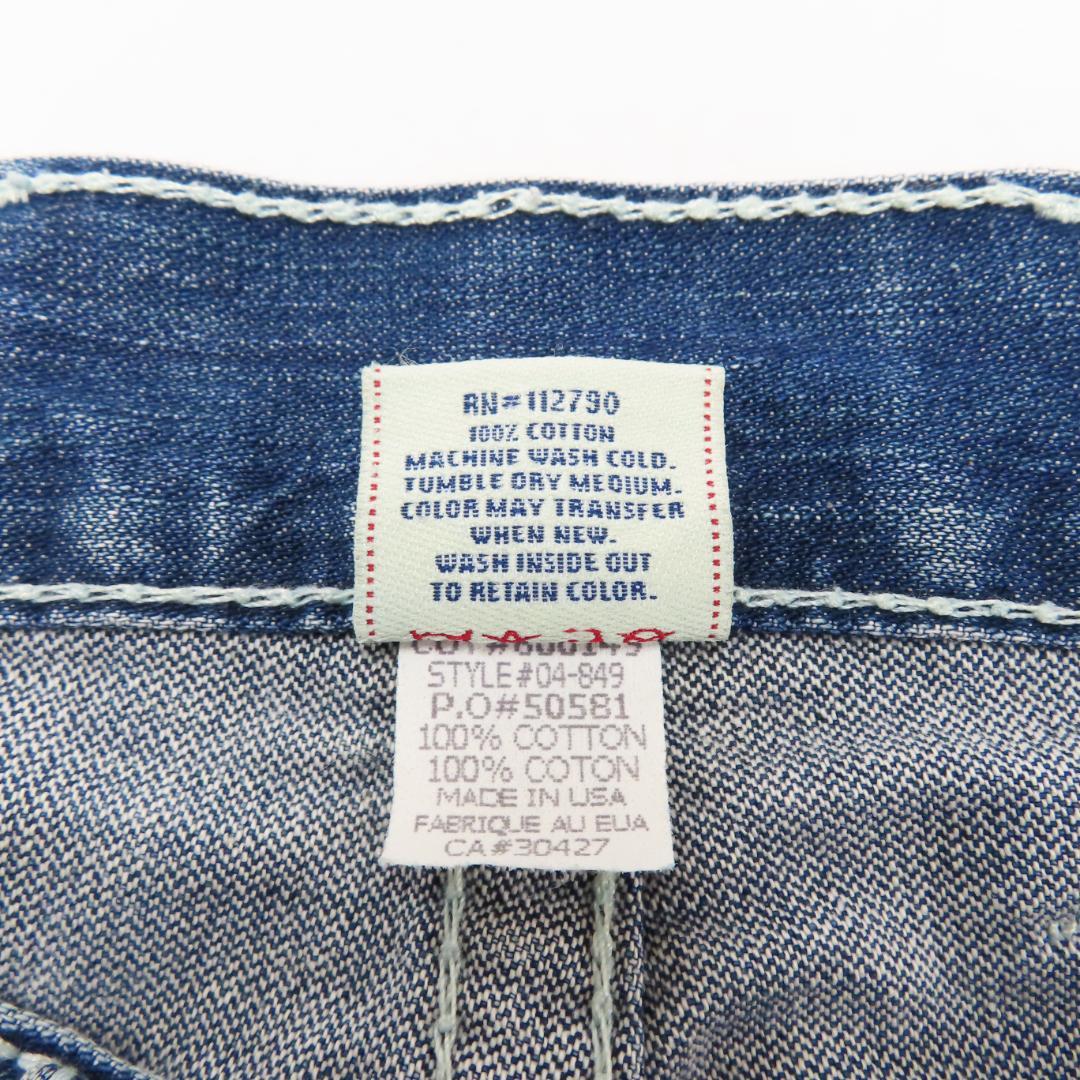 RN#112790
100% COTTON
MACHINE WASH COLD.
TUMBLE DRY MEDIUM.
COLOR MAY TRANSFER
WHEN NEW.
WASH INSIDE OUT
TO RETAIN COLOR.
STYLE#04-849
P.O#50581
100% COTTON
100% COTON
MADE IN USA
FABRIQUE AU EUA
CA#30427